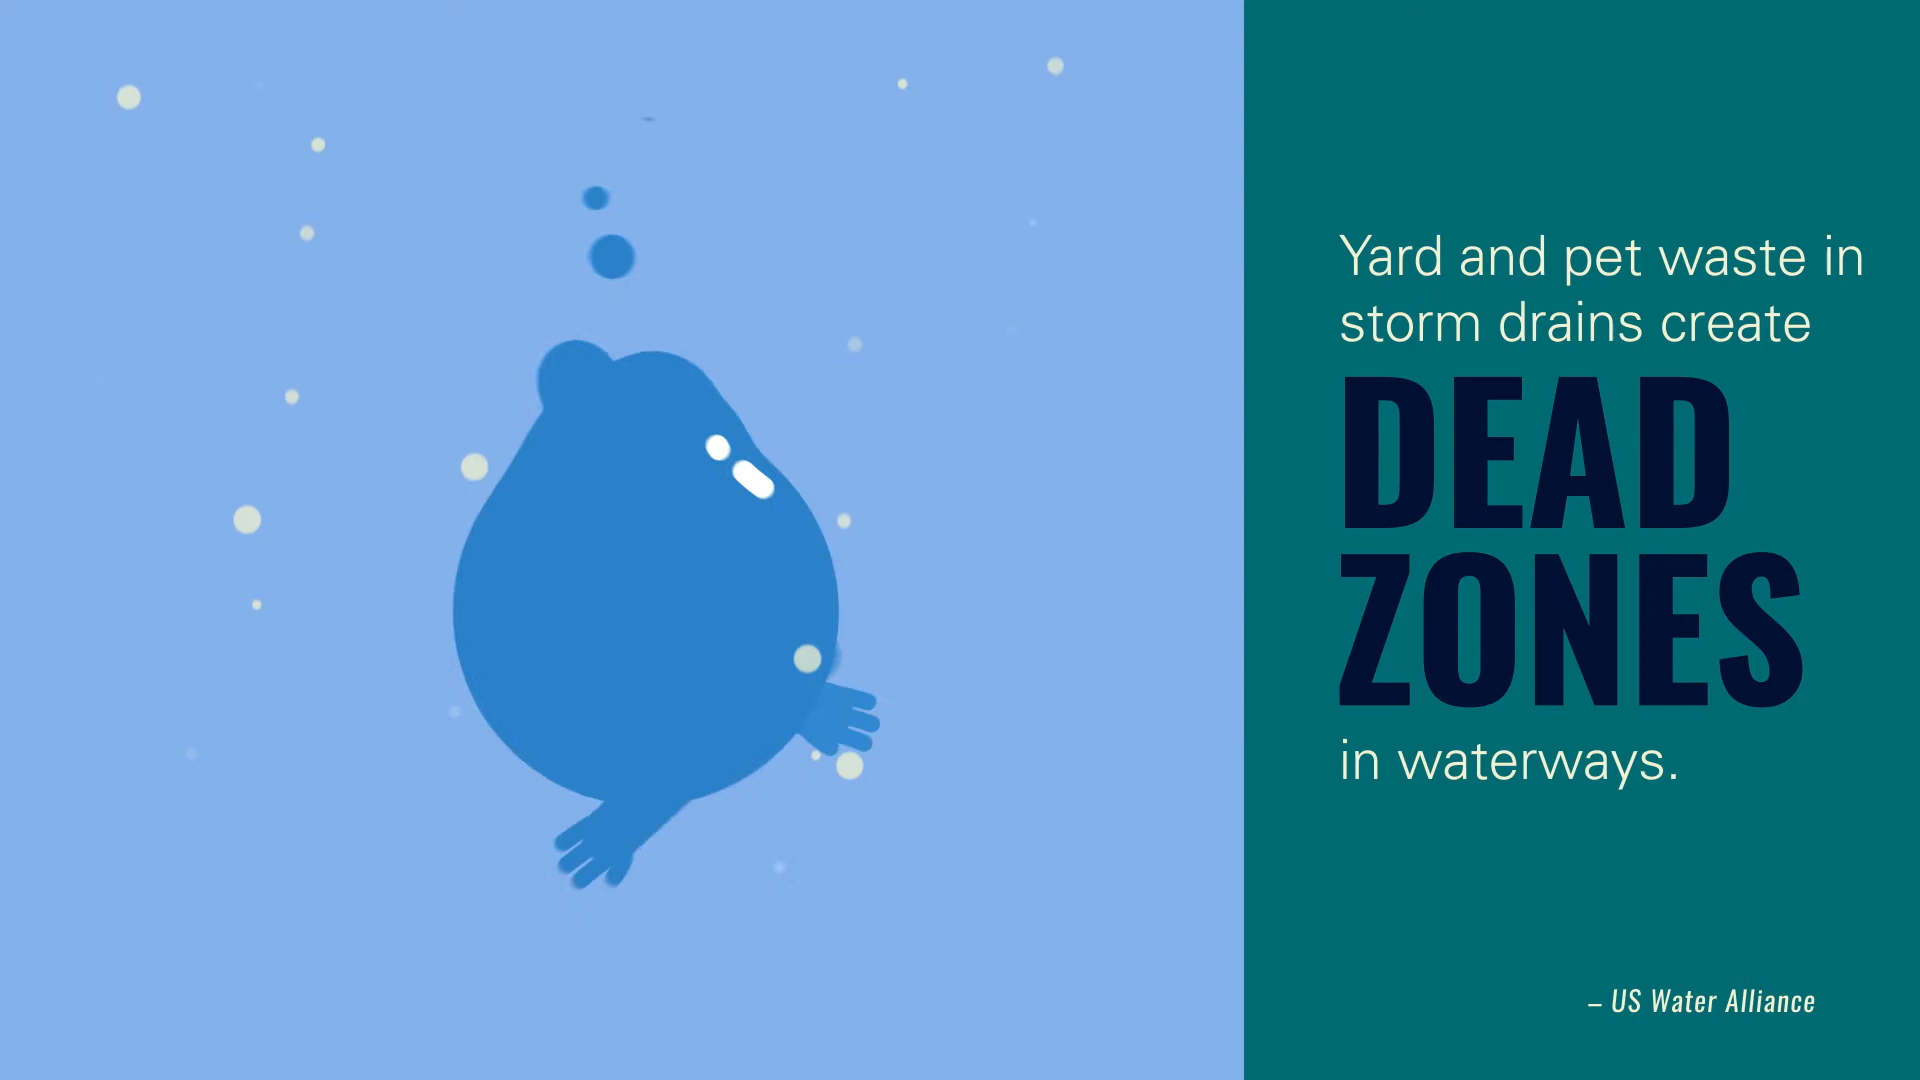 Yard and pet waste in
storm drains create
DEAD
ZONES
in waterways.
– US Water Alliance